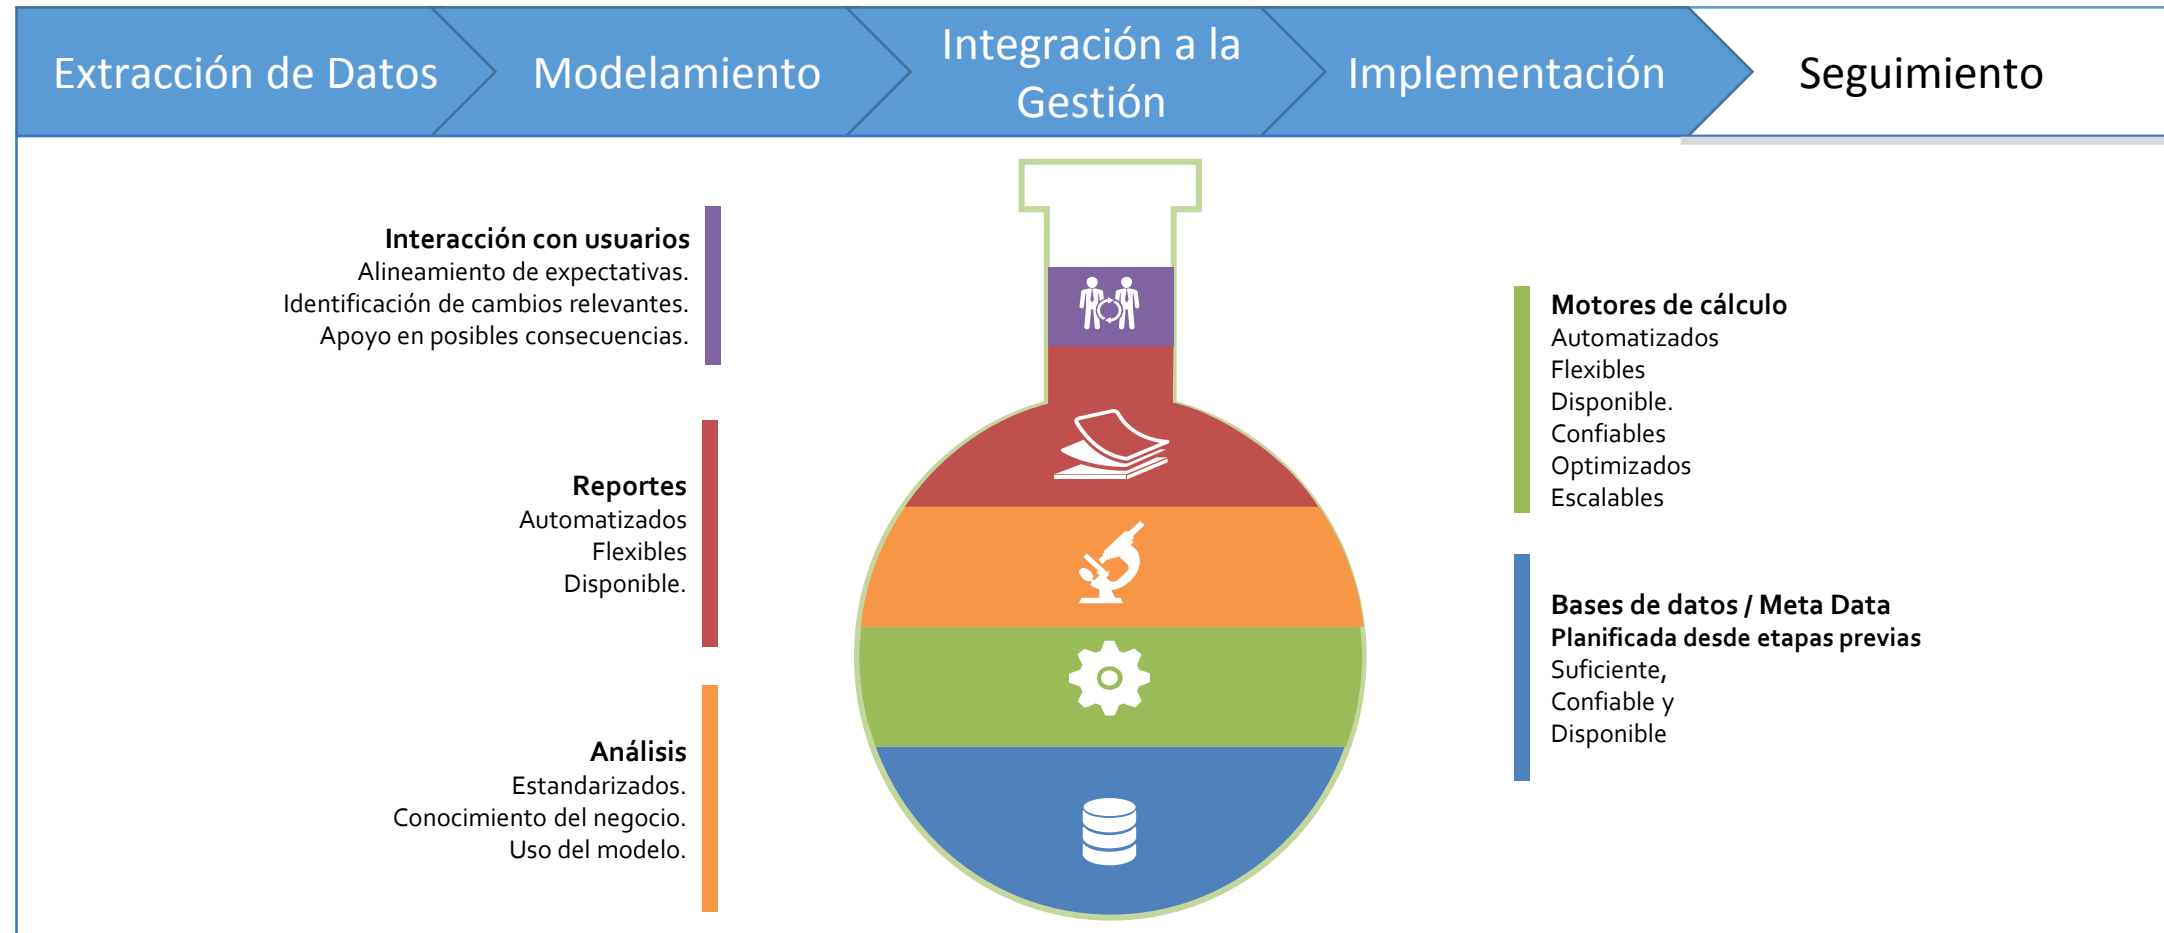 Extracción de Datos
Modelamiento
Integración a la
Gestión
Implementación
Seguimiento
Interacción con usuarios
Alineamiento de expectativas.
Identificación de cambios relevantes.
Apoyo en posibles consecuencias.
Reportes
Automatizados
Flexibles
Disponible.
Análisis
Estandarizados.
Conocimiento del negocio.
Uso del modelo.
Motores de cálculo
Automatizados
Flexibles
Disponible.
Confiables
Optimizados
Escalables
Bases de datos / Meta Data
Planificada desde etapas previas
Suficiente,
Confiable y
Disponible